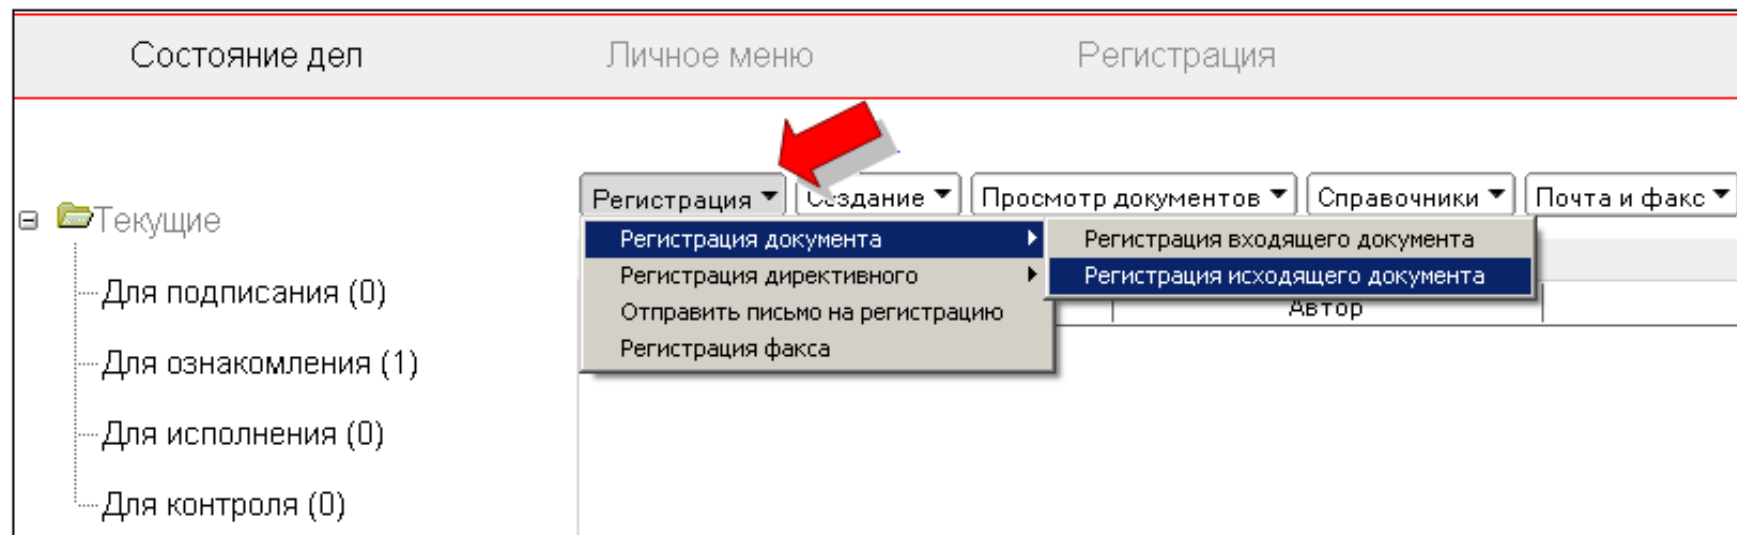 Состояние дел Личное меню Регистрация
Регистрация Создание Просмотр документов Справочники Почта и факс
Текущие
Регистрация документа Регистрация входящего документа
Регистрация директивного Регистрация исходящего документа
Для подписания (0)
Отправить письмо на регистрацию Автор
Регистрация факса
Для ознакомления (1)
Для исполнения (0)
Для контроля (0)